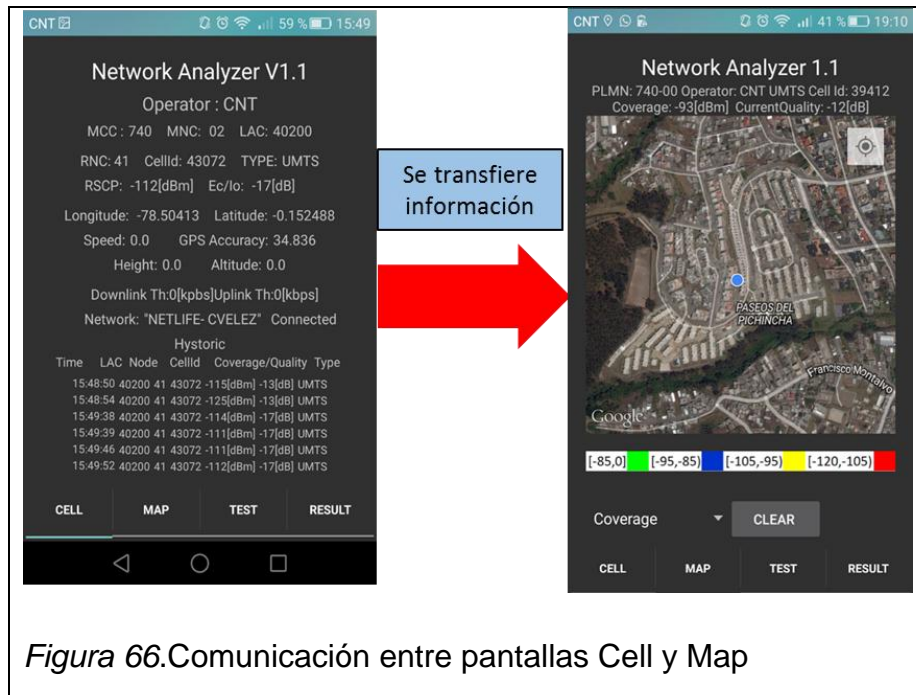 CNT 59 % 15:49
Network Analyzer V1.1
Operator : CNT
MCC : 740 MNC: 02 LAC: 40200
RNC: 41 CellId: 43072 TYPE: UMTS
RSCP: -112[dBm] Ec/Io: -17[dB]
Longitude: -78.50413 Latitude: -0.152488
Speed: 0.0 GPS Accuracy: 34.836
Height: 0.0 Altitude: 0.0
Downlink Th:0[kpbs]Uplink Th:0[kbps]
Network: "NETLIFE- CVELEZ" Connected
Hystoric
Time LAC Node CellId Coverage/Quality Type
15:48:50 40200 41 43072 -115[dBm] -13[dB] UMTS
15:48:54 40200 41 43072 -125[dBm] -13[dB] UMTS
15:49:38 40200 41 43072 -114[dBm] -17[dB] UMTS
15:49:39 40200 41 43072 -111[dBm] -17[dB] UMTS
15:49:46 40200 41 43072 -111[dBm] -17[dB] UMTS
15:49:52 40200 41 43072 -112[dBm] -17[dB] UMTS
CELL MAP TEST RESULT
Se transfiere
información
CNT 41 % 19:10
Network Analyzer 1.1
PLMN: 740-00 Operator: CNT UMTS Cell Id: 39412
Coverage: -93[dBm] CurrentQuality: -12[dB]
PASEOS DEL
PICHINCHA
Francisco Montalvo
Google
[-85,0] [-95,-85) [-105,-95) [-120,-105)
Coverage CLEAR
CELL MAP TEST RESULT
Figura 66.Comunicación entre pantallas Cell y Map